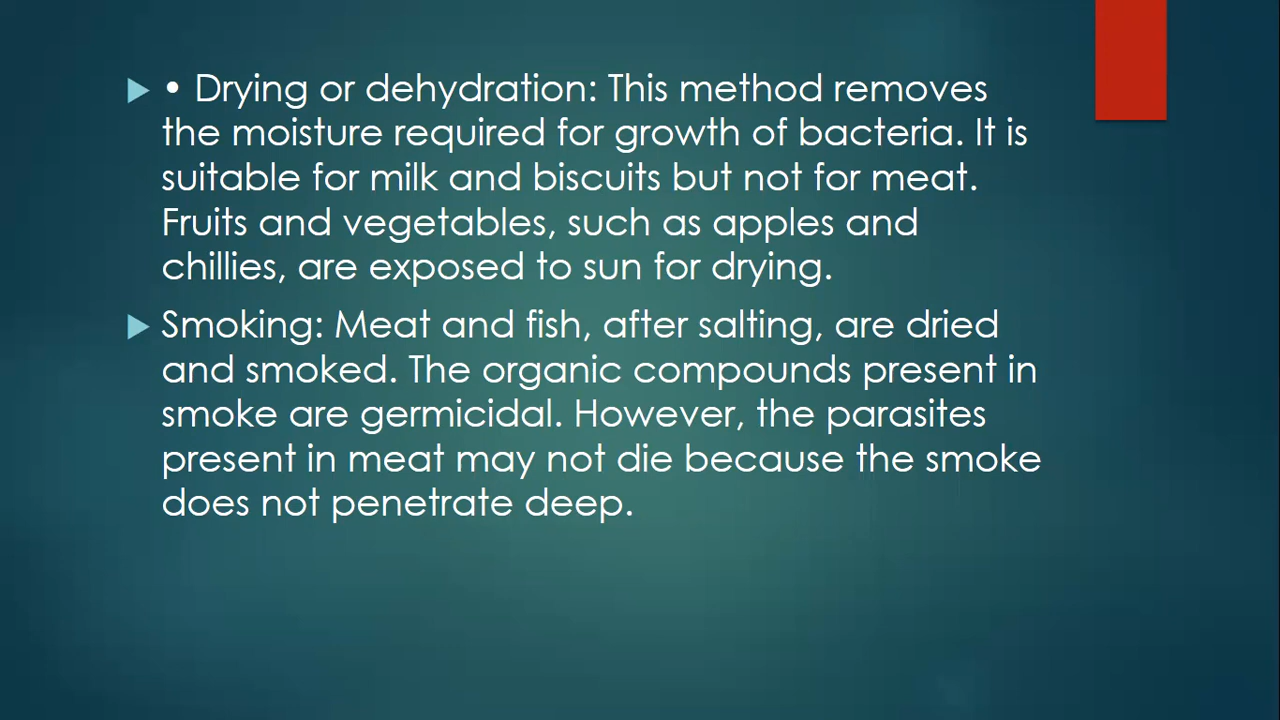 • Drying or dehydration: This method removes
the moisture required for growth of bacteria. It is
suitable for milk and biscuits but not for meat.
Fruits and vegetables, such as apples and
chillies, are exposed to sun for drying.
Smoking: Meat and fish, after salting, are dried
and smoked. The organic compounds present in
smoke are germicidal. However, the parasites
present in meat may not die because the smoke
does not penetrate deep.